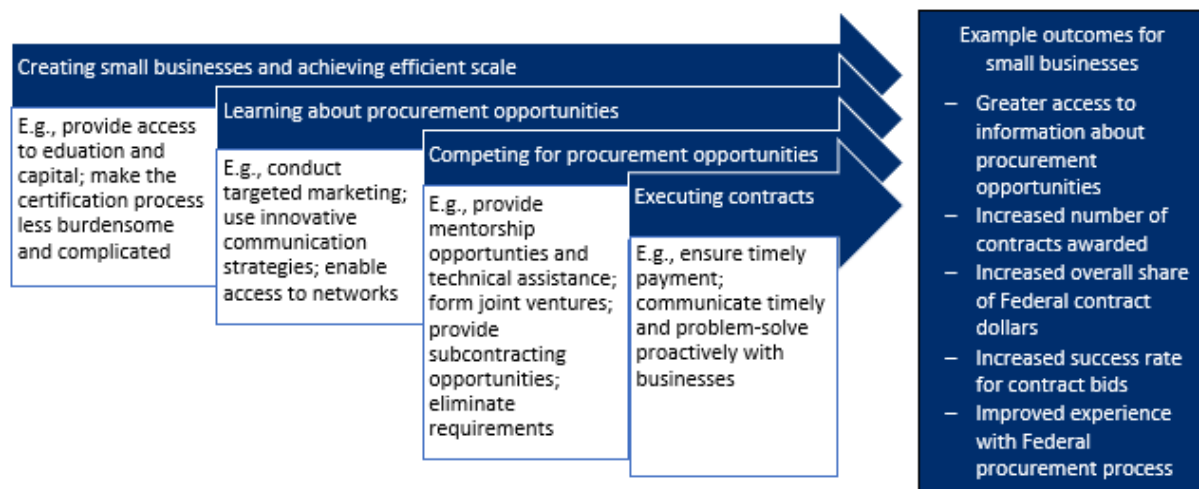 Creating small businesses and achieving efficient scale
E.g., provide access
to eduation and
capital; make the
certification process
less burdensome
and complicated
Learning about procurement opportunities
E.g., conduct
targeted marketing;
use innovative
communication
strategies; enable
access to networks
Competing for procurement opportunities
E.g., provide
mentorship
opportunties and
technical assistance;
form joint ventures;
provide
subcontracting
opportunities;
eliminate
requirements
Executing contracts
E.g., ensure timely
payment;
communicate timely
and problem-solve
proactively with
businesses
Example outcomes for
small businesses
– Greater access to
information about
procurement
opportunities
– Increased number of
contracts awarded
– Increased overall share
of Federal contract
dollars
– Increased success rate
for contract bids
– Improved experience
with Federal
procurement process